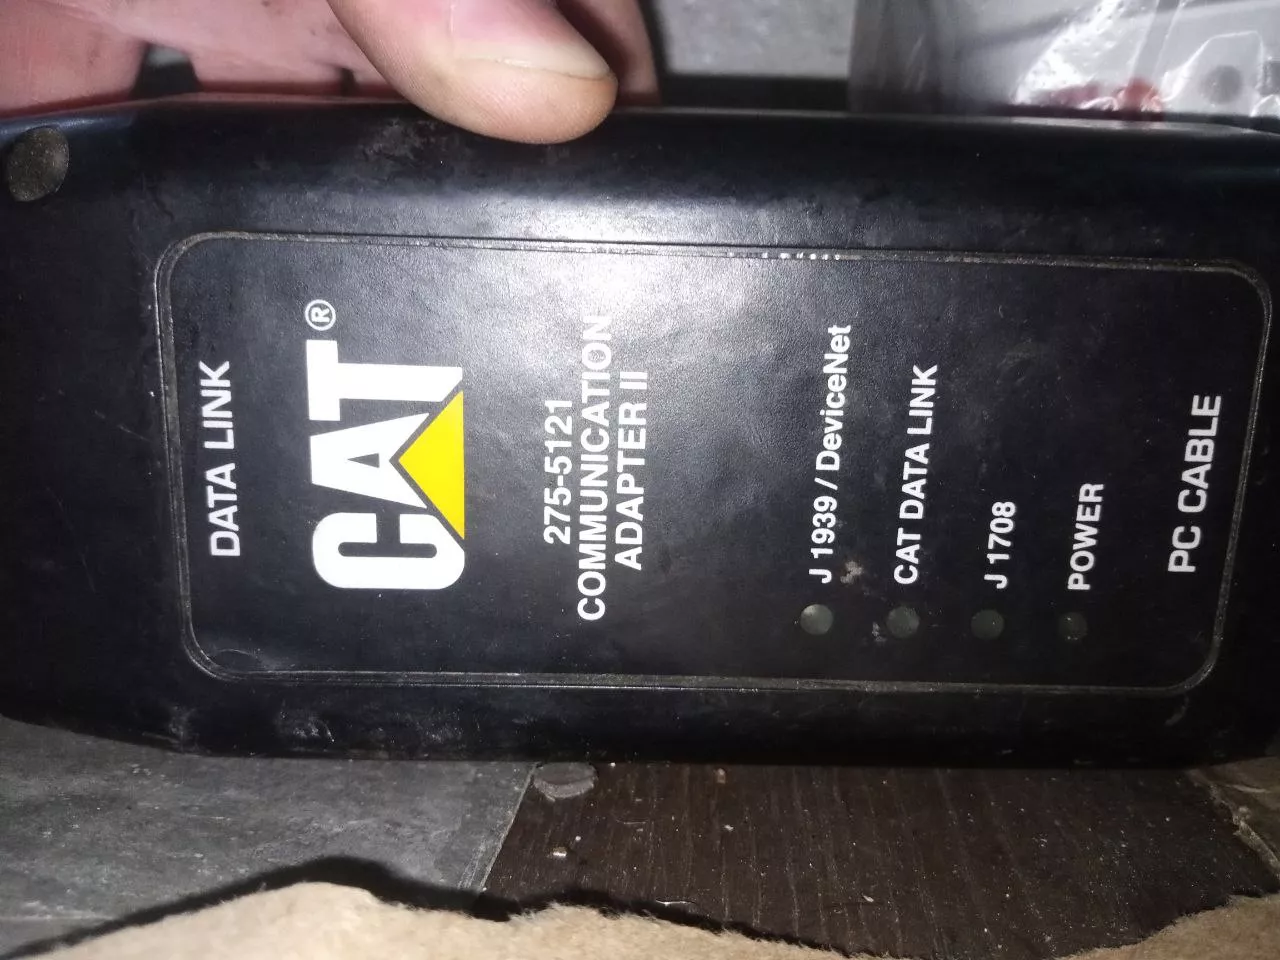 DATA LINK
CAT®
275-5121
COMMUNICATION
ADAPTER II
J 1939 / DeviceNet
CAT DATA LINK
J 1708
POWER
PC CABLE